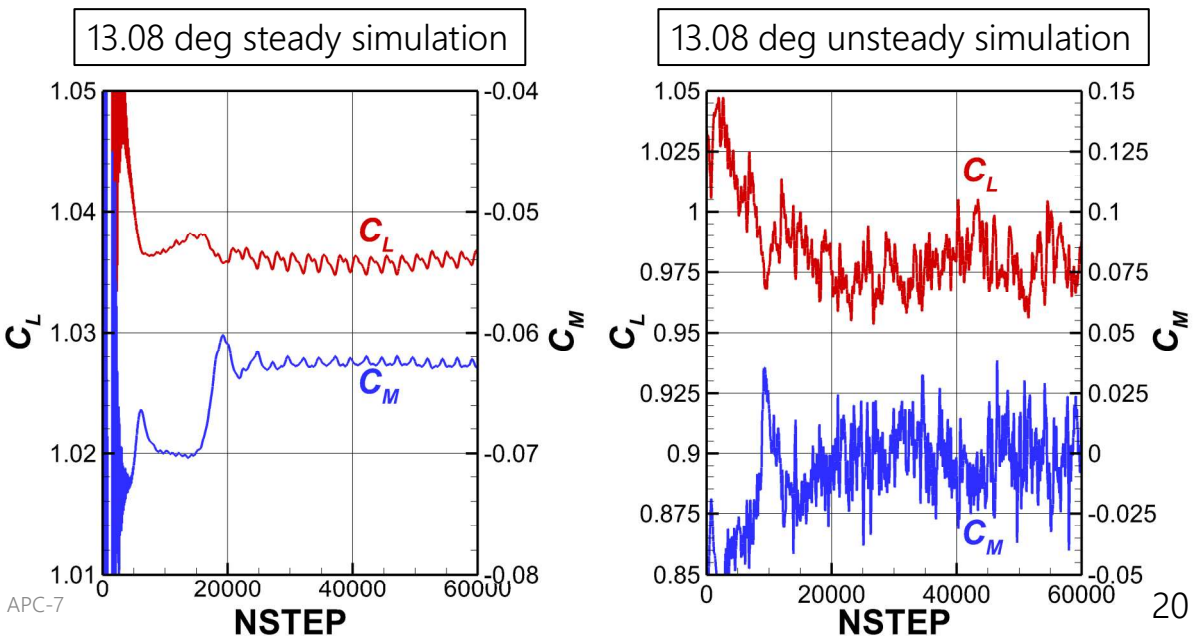 13.08 deg steady simulation
1.05
1.04
1.03
1.02
1.01
C_L
-0.04
-0.05
-0.06
-0.07
-0.08
C_M
C_L
C_M
0
20000
40000
60000
NSTEP
13.08 deg unsteady simulation
1.05
1.025
1
0.975
0.95
0.925
0.9
0.875
0.85
C_L
0.15
0.125
0.1
0.075
0.05
0.025
0
-0.025
-0.05
C_M
C_L
C_M
0
20000
40000
60000
NSTEP
APC-7
20